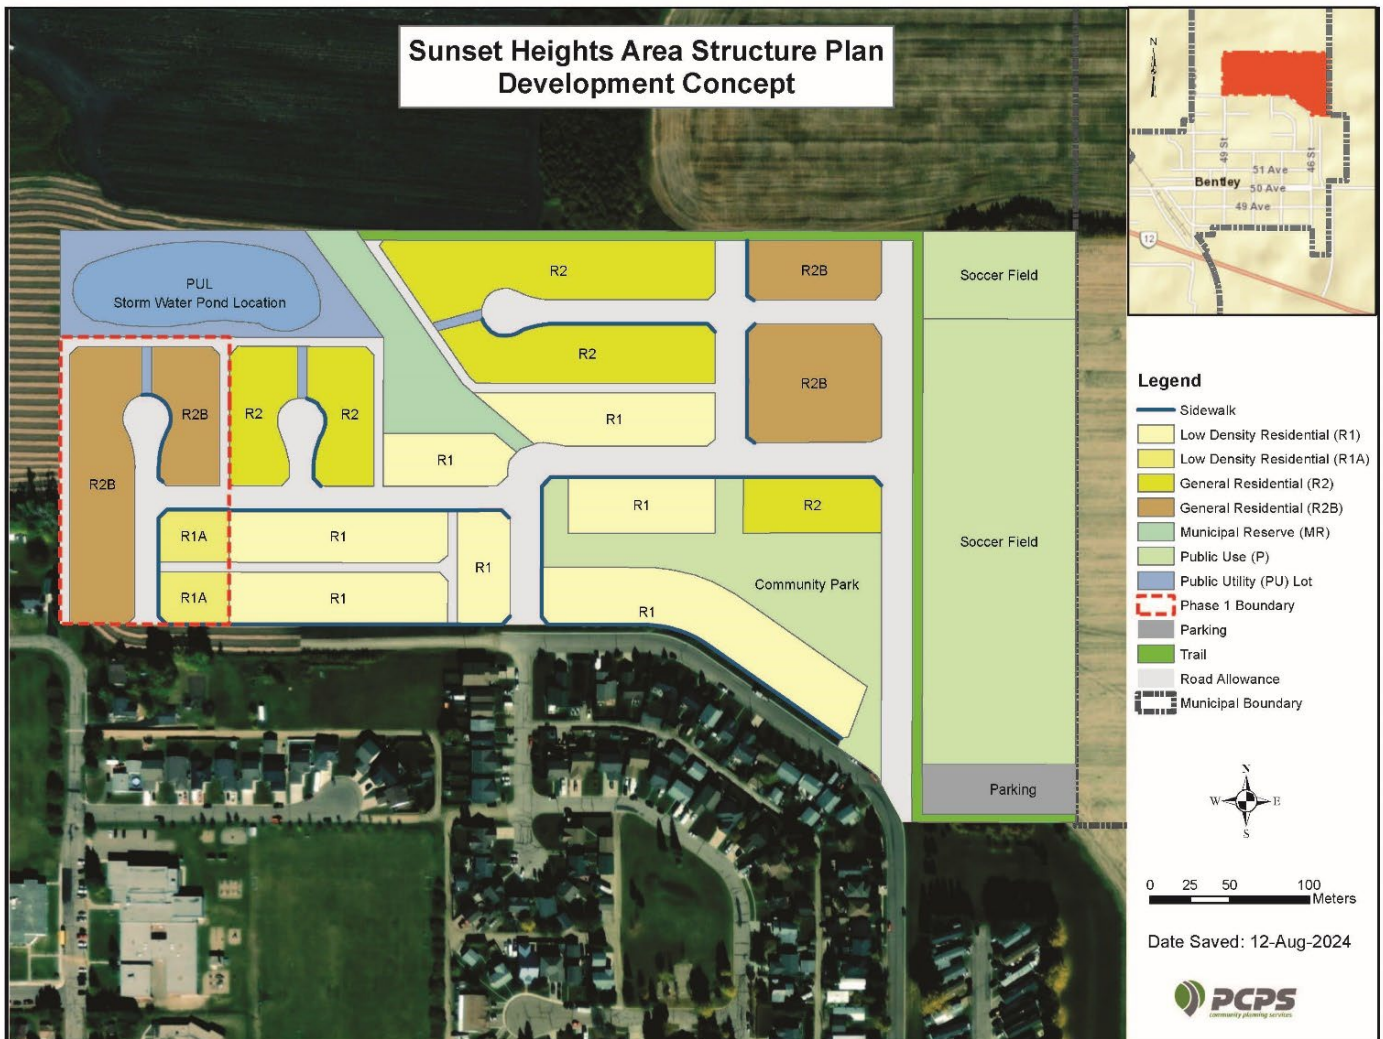 Sunset Heights Area Structure Plan
Development Concept
N
49 St
46 St
51 Ave
Bentley
50 Ave
49 Ave
12
PUL
Storm Water Pond Location
R2
R2B
Soccer Field
R2
R2B
R2B
R2
R2
R1
R1
R2B
R1
R2
Soccer Field
R1A
R1
R1
Community Park
R1A
R1
R1
Parking
Legend
Sidewalk
Low Density Residential (R1)
Low Density Residential (R1A)
General Residential (R2)
General Residential (R2B)
Municipal Reserve (MR)
Public Use (P)
Public Utility (PU) Lot
Phase 1 Boundary
Parking
Trail
Road Allowance
Municipal Boundary
N
W E
S
0 25 50 100
Meters
Date Saved: 12-Aug-2024
PCPS
community planning services